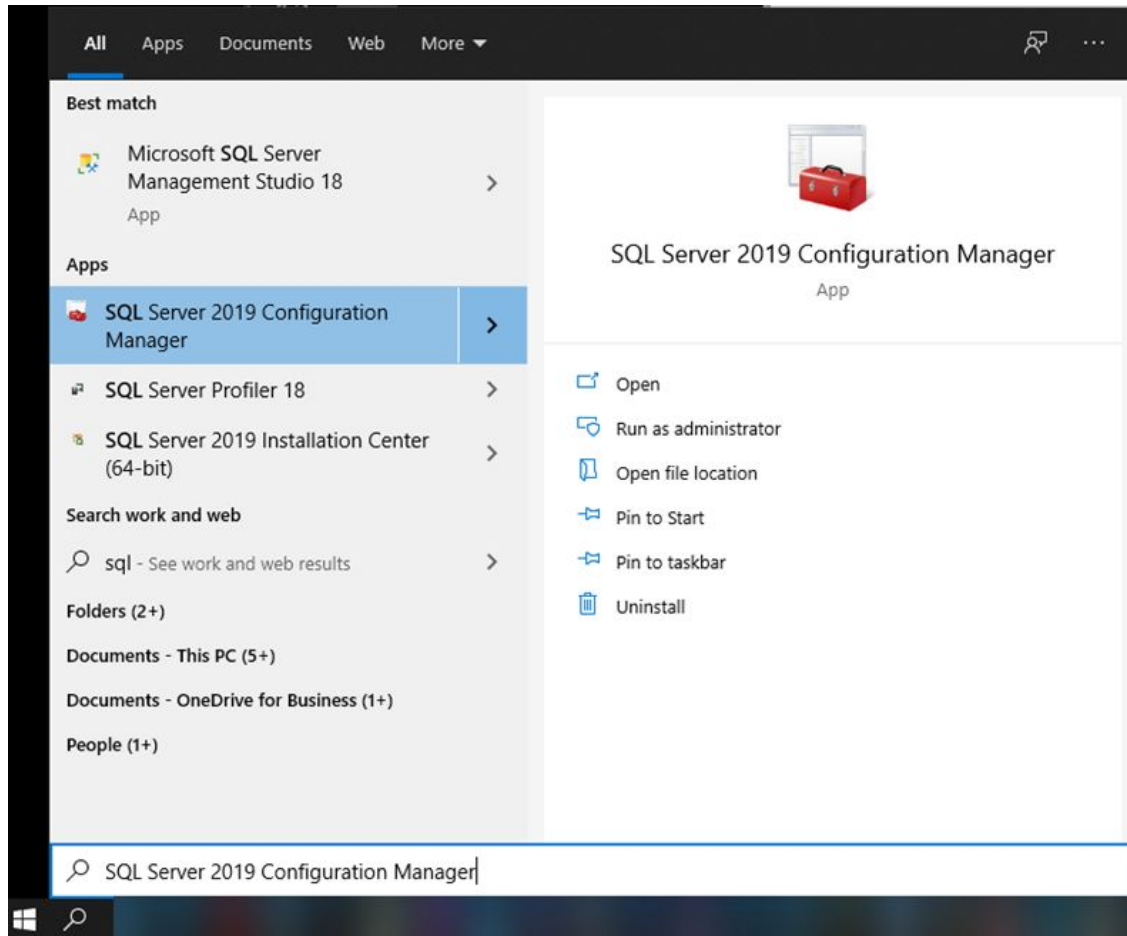 All Apps Documents Web More
Best match
Microsoft SQL Server
Management Studio 18
App
Apps
SQL Server 2019 Configuration
Manager
SQL Server Profiler 18
SQL Server 2019 Installation Center
(64-bit)
Search work and web
sql - See work and web results
Folders (2+)
Documents - This PC (5+)
Documents - OneDrive for Business (1+)
People (1+)
SQL Server 2019 Configuration Manager
App
Open
Run as administrator
Open file location
Pin to Start
Pin to taskbar
Uninstall
SQL Server 2019 Configuration Manager